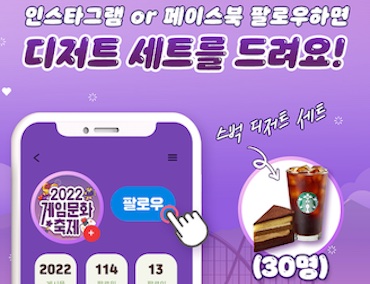 인스타그램 or 페이스북 팔로우하면
디저트 세트를 드려요!
스벅 디저트 세트
2022
게임문화
축제
팔로우
2022
114
13
(30명)